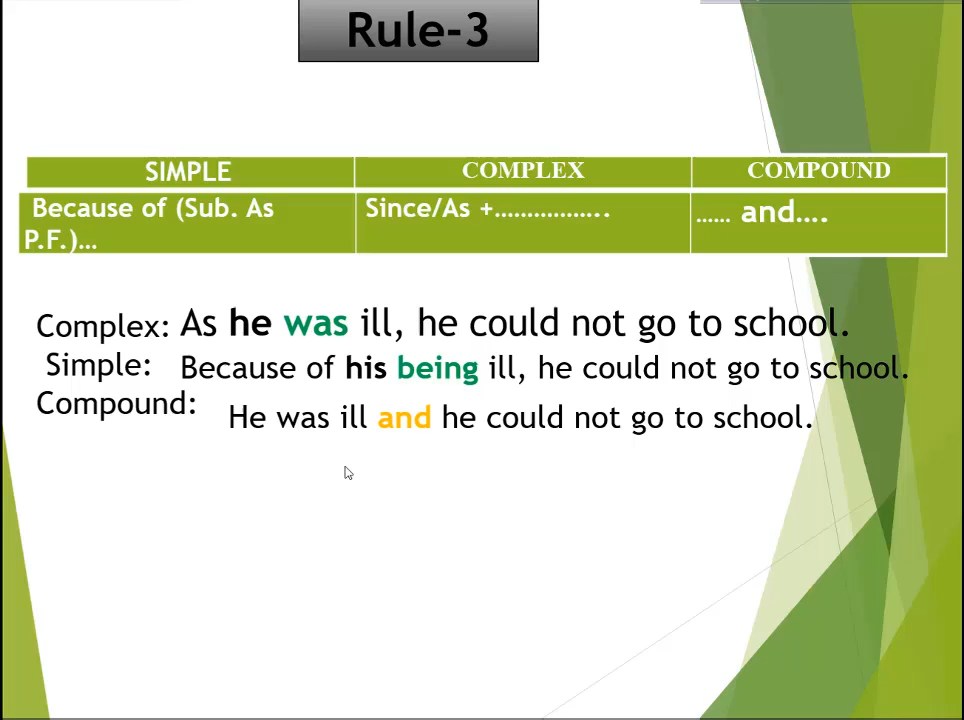 Rule-3
SIMPLE COMPLEX COMPOUND
Because of (Sub. As P.F.)… Since/As +…………….. …… and….
Complex: As he was ill, he could not go to school.
Simple: Because of his being ill, he could not go to school.
Compound: He was ill and he could not go to school.